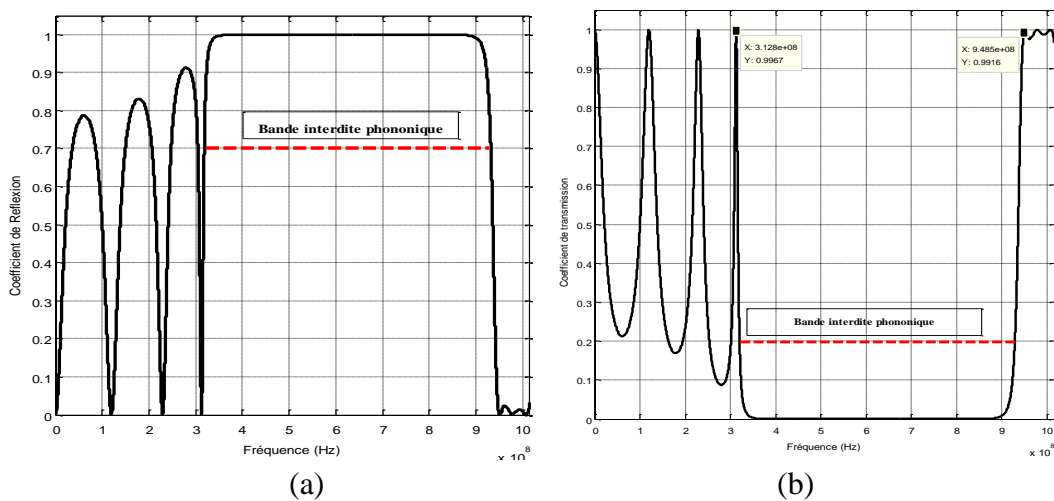 1
0.9
0.8
0.7
0.6
0.5
0.4
0.3
0.2
0.1
0
Coefficient de Reflexion
Bande interdite phononique
0 1 2 3 4 5 6 7 8 9 10
x 10^8
Fréquence (Hz)
(a)
1
0.9
0.8
0.7
0.6
0.5
0.4
0.3
0.2
0.1
0
Coefficient de transmission
X: 3.128e+08
Y: 0.9967
X: 9.485e+08
Y: 0.9916
Bande interdite phononique
0 1 2 3 4 5 6 7 8 9 10
x 10^8
Fréquence (Hz)
(b)